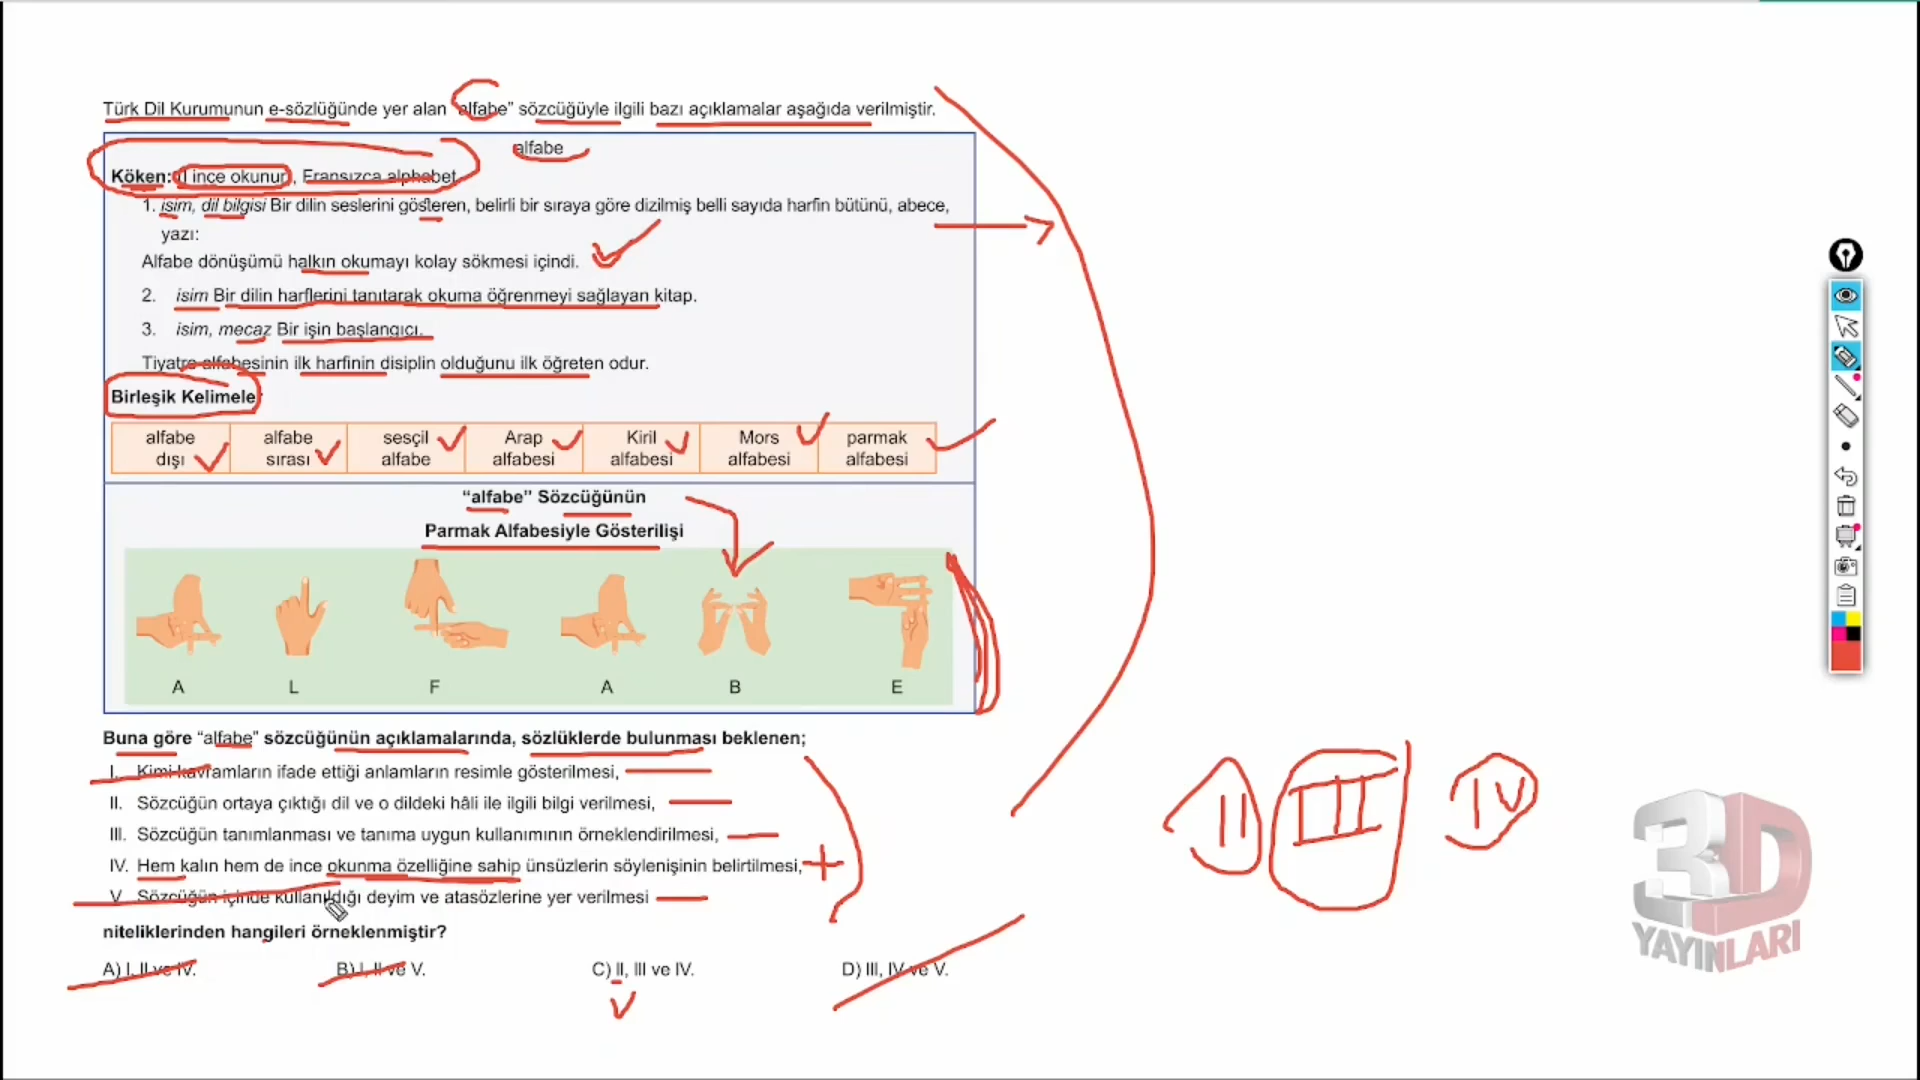 Türk Dil Kurumunun e-sözlüğünde yer alan “alfabe” sözcüğüyle ilgili bazı açıklamalar aşağıda verilmiştir.
alfabe
Köken: (l ince okunur), Fransızca alphabet
1. isim, dil bilgisi Bir dilin seslerini gösteren, belirli bir sıraya göre dizilmiş belli sayıda harfin bütünü, abece,
yazı:
Alfabe dönüşümü halkın okumayı kolay sökmesi içindi.
2. isim Bir dilin harflerini tanıtarak okuma öğrenmeyi sağlayan kitap.
3. isim, mecaz Bir işin başlangıcı.
Tiyatro alfabesinin ilk harfinin disiplin olduğunu ilk öğreten odur.
Birleşik Kelimeler
alfabe dışı
alfabe sırası
sesçil alfabe
Arap alfabesi
Kiril alfabesi
Mors alfabesi
parmak alfabesi
“alfabe” Sözcüğünün
Parmak Alfabesiyle Gösterilişi
A L F A B E
Buna göre “alfabe” sözcüğünün açıklamalarında, sözlüklerde bulunması beklenen;
I. Kimi kavramların ifade ettiği anlamların resimle gösterilmesi,
II. Sözcüğün ortaya çıktığı dil ve o dildeki hâli ile ilgili bilgi verilmesi,
III. Sözcüğün tanımlanması ve tanıma uygun kullanımının örneklendirilmesi,
IV. Hem kalın hem de ince okunma özelliğine sahip ünsüzlerin söylenişinin belirtilmesi,
V. Sözcüğün içinde kullanıldığı deyim ve atasözlerine yer verilmesi
niteliklerinden hangileri örneklenmiştir?
A) I, II ve IV. B) I, II ve V. C) II, III ve IV. D) III, IV ve V.
II III IV
3D
YAYINLARI